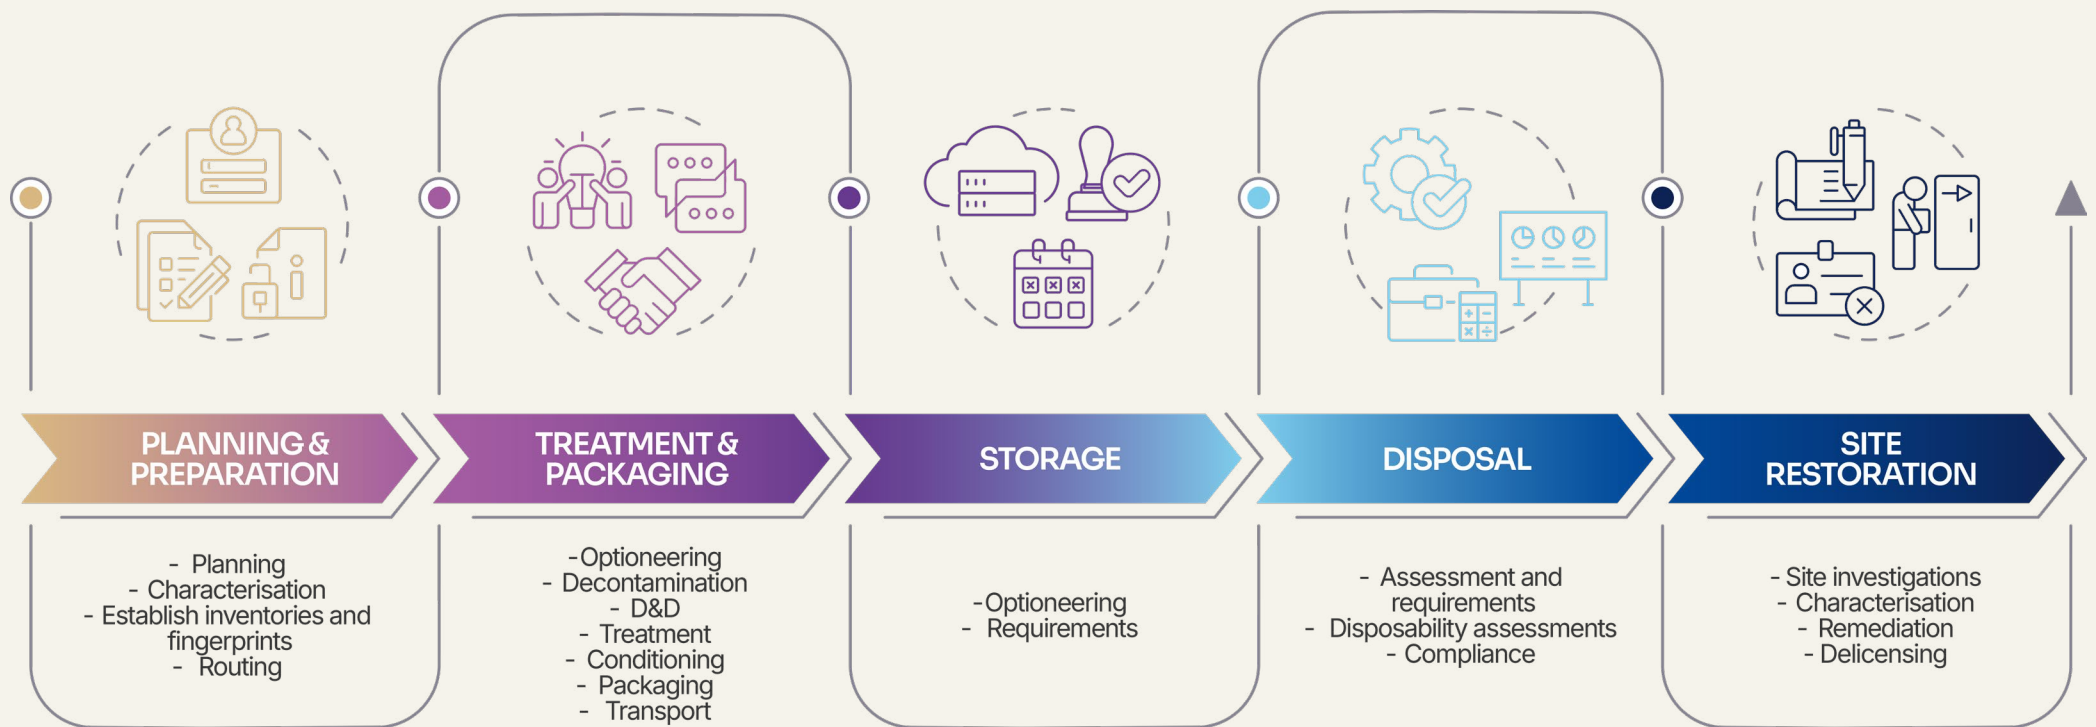 PLANNING &
PREPARATION
TREATMENT &
PACKAGING
STORAGE
DISPOSAL
SITE
RESTORATION
- Planning
- Characterisation
- Establish inventories and
fingerprints
- Routing
-Optioneering
- Decontamination
- D&D
- Treatment
- Conditioning
- Packaging
- Transport
-Optioneering
- Requirements
- Assessment and
requirements
- Disposability assessments
- Compliance
- Site investigations
- Characterisation
- Remediation
- Delicensing